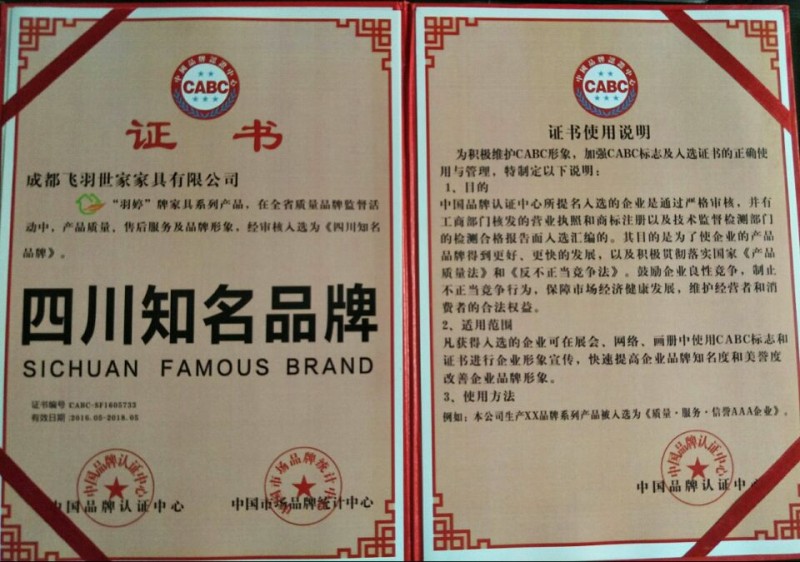 中国品牌认证中心
CABC
证书
成都飞羽世家家具有限公司
“羽婷”牌家具系列产品，在全省质量品牌监督活
动中，产品质量、售后服务及品牌形象，经审核入选为《四川知名
品牌》。
四川知名品牌
SICHUAN FAMOUS BRAND
证书编号 CABC-SF1605733
有效日期:2016.05-2018.05
中国品牌认证中心
中国品牌认证中心
中国市场品牌统计中心
中国市场品牌统计中心
中国品牌认证中心
CABC
证书使用说明
为积极维护CABC形象，加强CABC标志及入选证书的正确使
用与管理，特制定以下说明：
1、目的
中国品牌认证中心所提名入选的企业是通过严格审核，并有
工商部门核发的营业执照和商标注册以及技术监督检测部门
的检测合格报告而入选汇编的。其目的是为了使企业的产品
品牌得到更好、更快的发展，以及积极贯彻落实国家《产品
质量法》和《反不正当竞争法》。鼓励企业良性竞争，制止
不正当竞争行为，保障市场经济健康发展，维护经营者和消
费者的合法权益。
2、适用范围
凡获得入选的企业可在展会、网络、画册中使用CABC标志和
证书进行企业形象宣传，快速提高企业品牌知名度和美誉度
改善企业品牌形象。
3、使用方法
例如：本公司生产XX品牌系列产品被入选为《质量·服务·信誉AAA企业》。
中国品牌认证中心
中国品牌认证中心